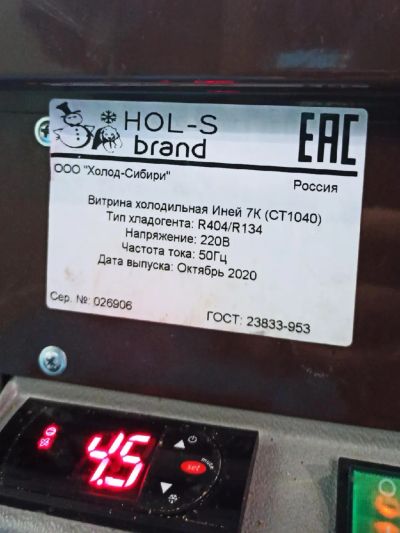 HOL-S
brand
EAC
ООО "Холод-Сибири"
Россия
Витрина холодильная Иней 7К (СТ1040)
Тип хладогента: R404/R134
Напряжение: 220В
Частота тока: 50Гц
Дата выпуска: Октябрь 2020
Сер. №: 026906
ГОСТ: 23833-953
4.5
set
mode